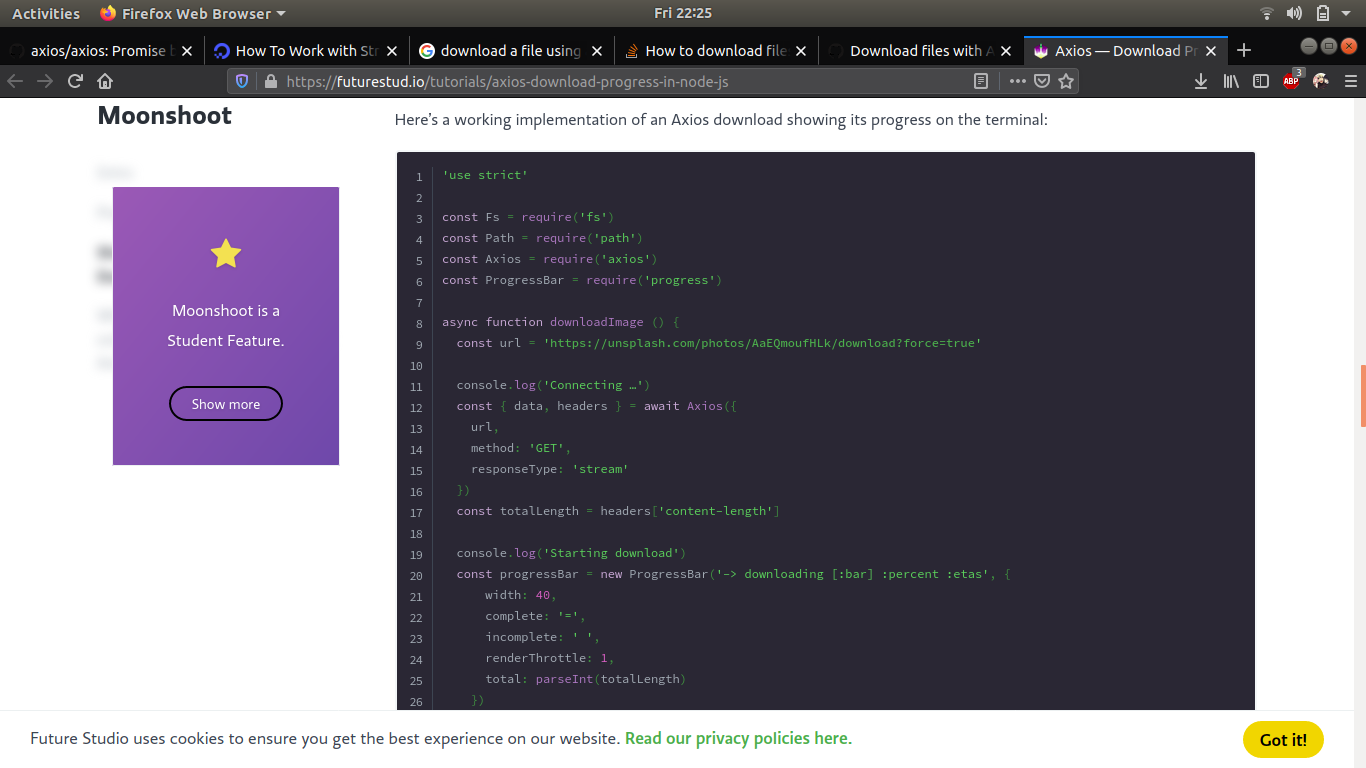 Activities Firefox Web Browser Fri 22:25
axios/axios: Promise b How To Work with Str download a file using How to download file Download files with A Axios — Download Pr
https://futurestud.io/tutorials/axios-download-progress-in-node-js ABP 3
Moonshoot
Moonshoot is a
Student Feature.
Show more
Here’s a working implementation of an Axios download showing its progress on the terminal:
1 'use strict'
2
3 const Fs = require('fs')
4 const Path = require('path')
5 const Axios = require('axios')
6 const ProgressBar = require('progress')
7
8 async function downloadImage () {
9 const url = 'https://unsplash.com/photos/AaEQmoufHLk/download?force=true'
10
11 console.log('Connecting …')
12 const { data, headers } = await Axios({
13 url,
14 method: 'GET',
15 responseType: 'stream'
16 })
17 const totalLength = headers['content-length']
18
19 console.log('Starting download')
20 const progressBar = new ProgressBar('-> downloading [:bar] :percent :etas', {
21 width: 40,
22 complete: '=',
23 incomplete: ' ',
24 renderThrottle: 1,
25 total: parseInt(totalLength)
26 })
Future Studio uses cookies to ensure you get the best experience on our website. Read our privacy policies here.
Got it!